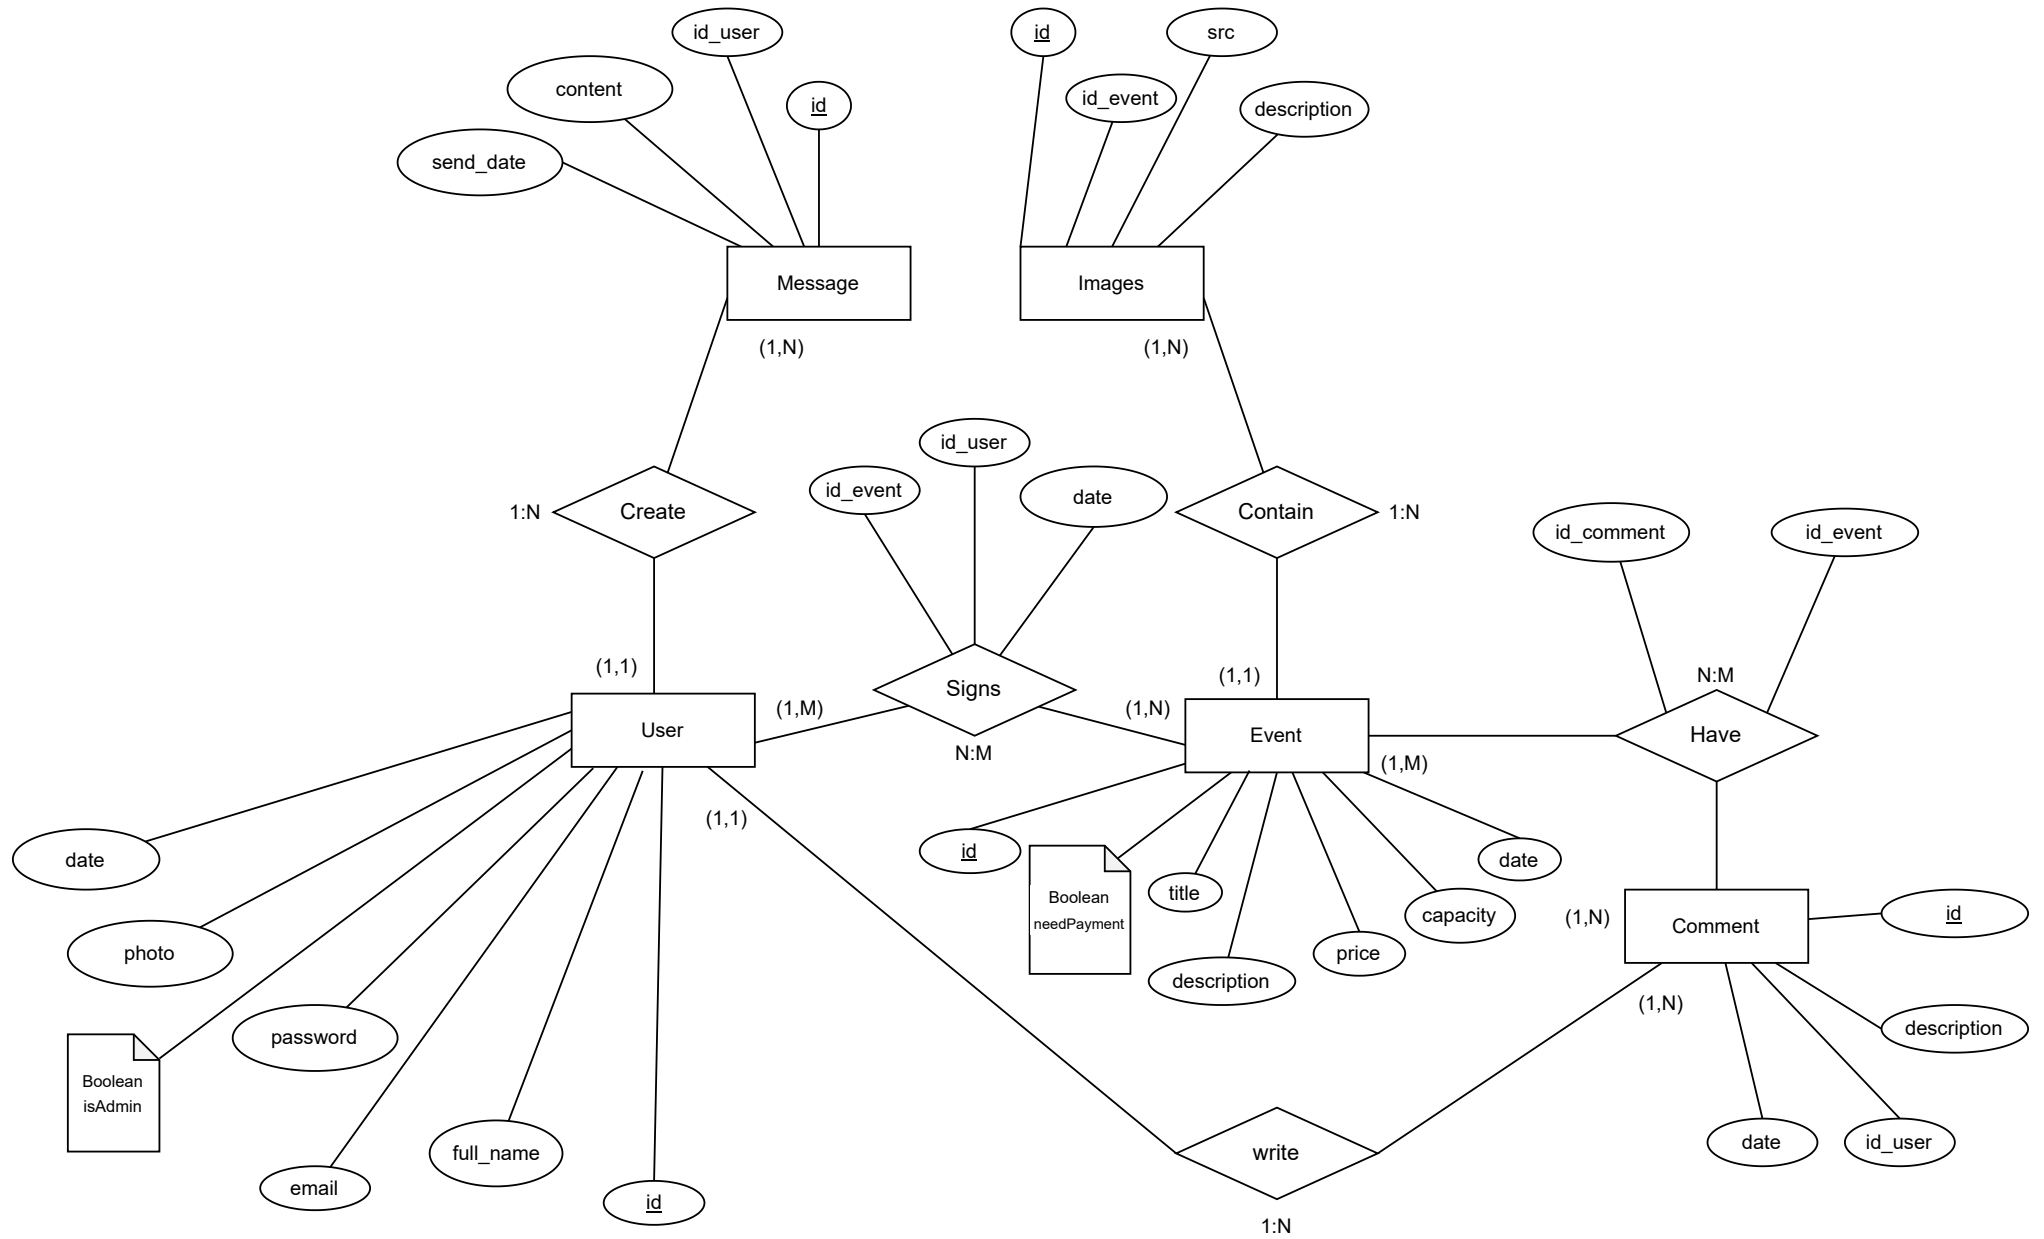 id_user
id
src
content
id
id_event
description
send_date
Message
Images
(1,N)
(1,N)
id_user
id_event
date
1:N
Create
Contain
1:N
id_comment
id_event
(1,1)
Signs
(1,1)
N:M
(1,M)
(1,N)
User
N:M
Event
Have
(1,M)
(1,1)
date
id
Boolean
needPayment
title
date
capacity
(1,N)
Comment
id
photo
description
price
(1,N)
password
description
Boolean
isAdmin
full_name
write
date
id_user
email
id
1:N